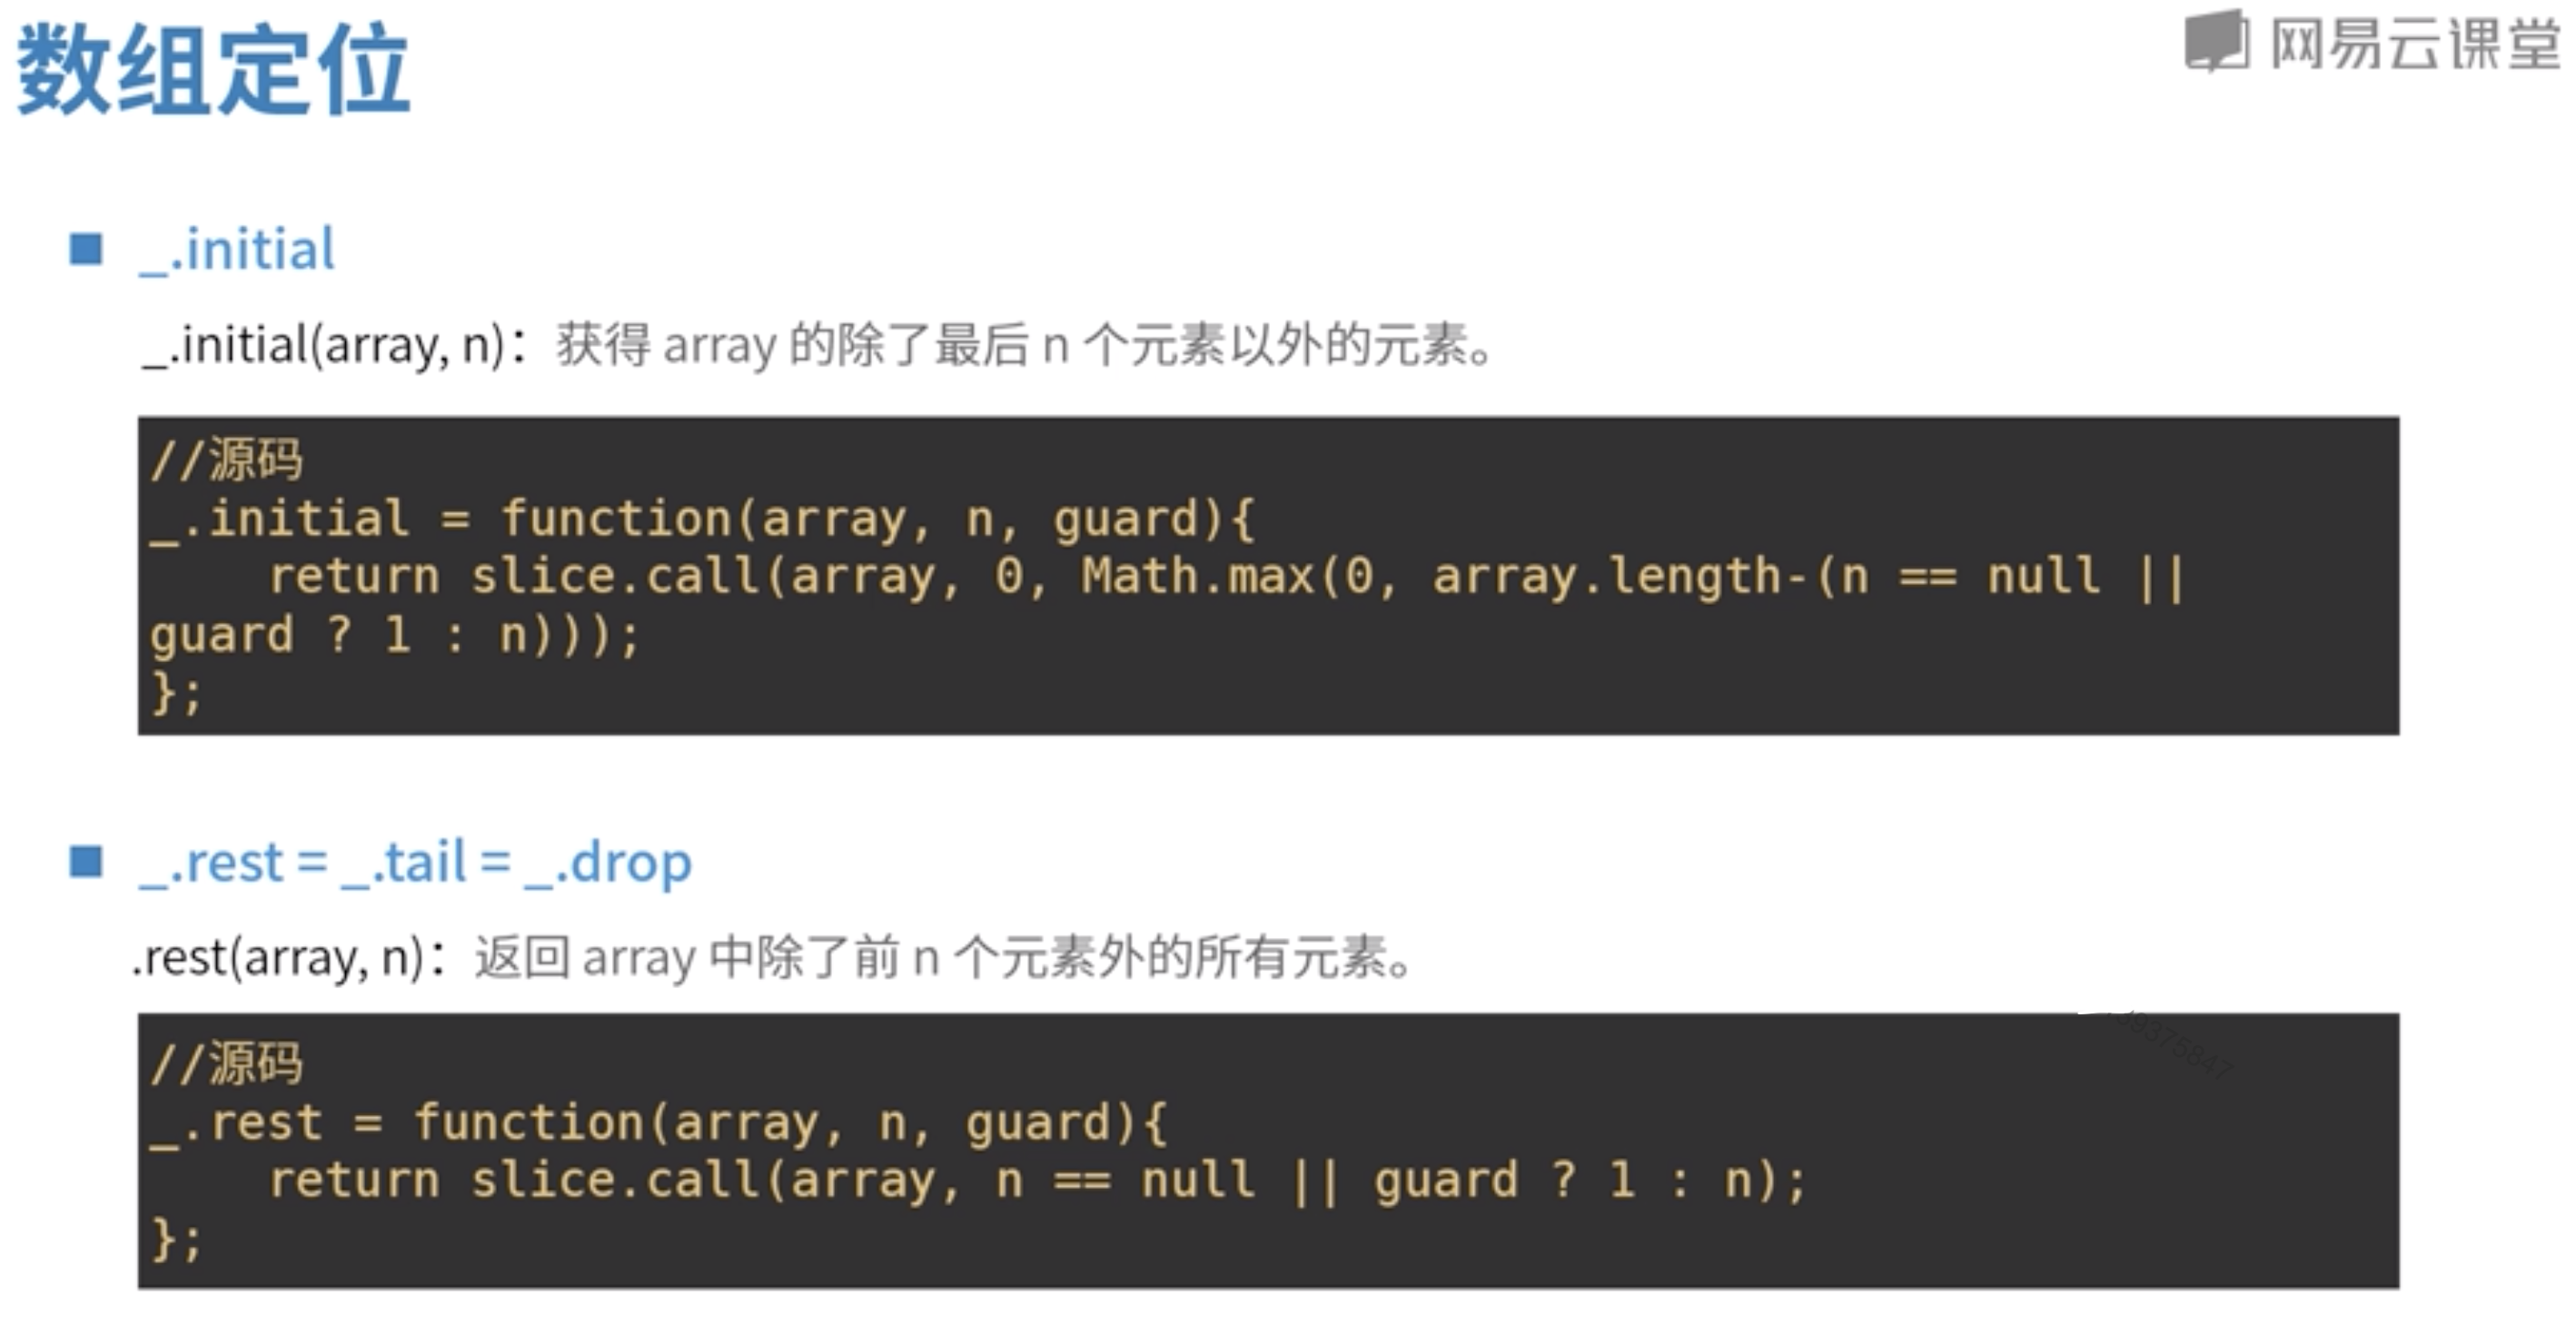 数组定位
网易云课堂
_.initial
_.initial(array, n)：获得 array 的除了最后 n 个元素以外的元素。
//源码
_.initial = function(array, n, guard){
    return slice.call(array, 0, Math.max(0, array.length-(n == null ||
guard ? 1 : n)));
};
_.rest = _.tail = _.drop
.rest(array, n)：返回 array 中除了前 n 个元素外的所有元素。
//源码
_.rest = function(array, n, guard){
    return slice.call(array, n == null || guard ? 1 : n);
};